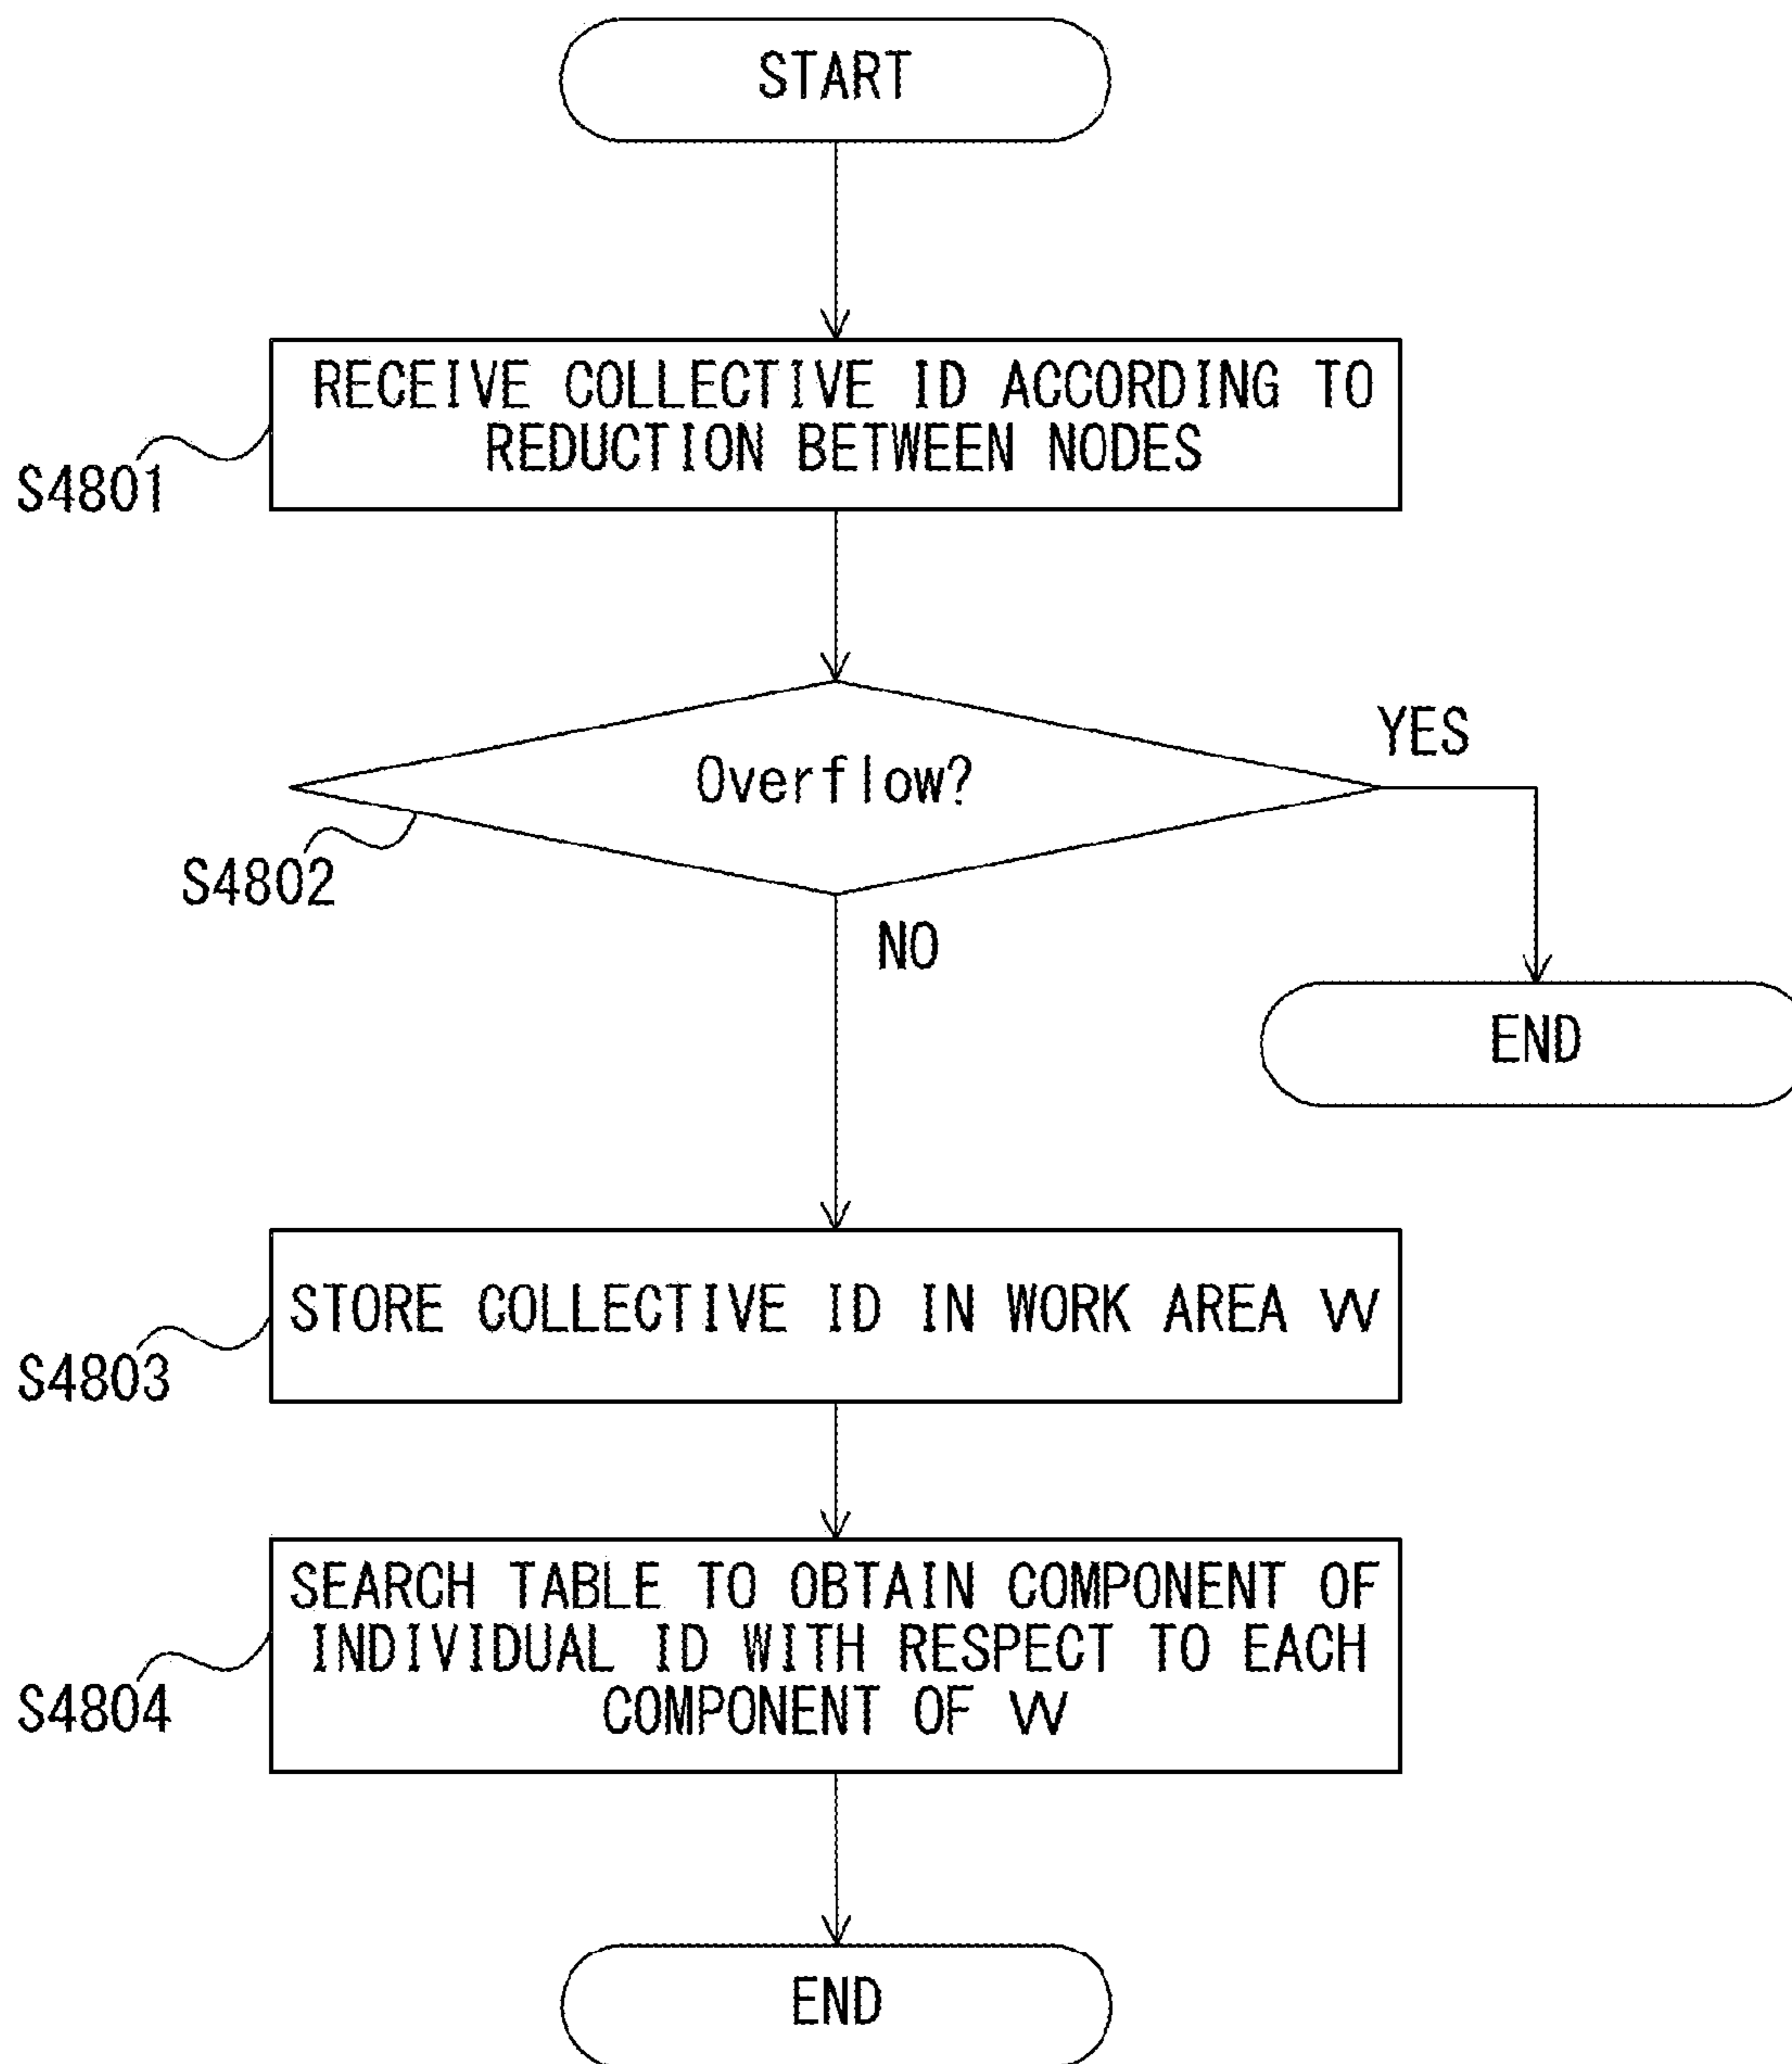 START
RECEIVE COLLECTIVE ID ACCORDING TO
REDUCTION BETWEEN NODES
S4801
Overflow?
YES
S4802
NO
END
STORE COLLECTIVE ID IN WORK AREA W
S4803
SEARCH TABLE TO OBTAIN COMPONENT OF
INDIVIDUAL ID WITH RESPECT TO EACH
COMPONENT OF W
S4804
END